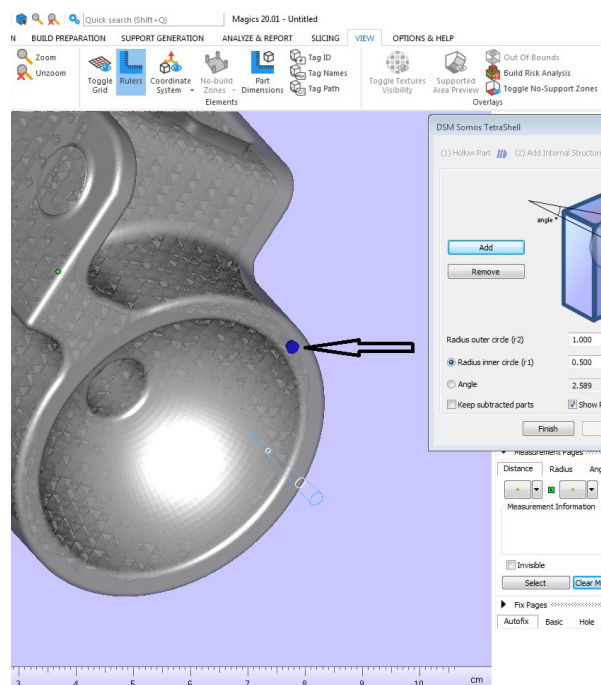 Quick search (Shift+Q) Magics 20.01 - Untitled
N BUILD PREPARATION SUPPORT GENERATION ANALYZE & REPORT SLICING VIEW OPTIONS & HELP
Zoom
Unzoom
Toggle Grid
Rulers
Coordinate System
No-build Zones
Part Dimensions
Tag ID
Tag Names
Tag Path
Elements
Toggle Textures Visibility
Supported Area Preview
Out Of Bounds
Build Risk Analysis
Toggle No-Support Zones
Overlays
DSM Somos TetraShell
(1) Hollow Part (2) Add Internal Structure
angle °
Add
Remove
Radius outer circle (r2) 1.000
Radius inner circle (r1) 0.500
Angle 2.589
Keep subtracted parts Show
Finish
Measurement Pages
Distance Radius
Measurement Information
Invisible
Select Clear
Fix Pages
Autofix Basic Hole
3 4 5 6 7 8 9 10 cm